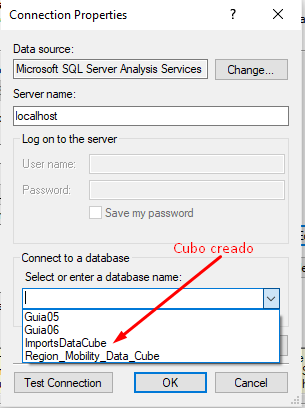 Connection Properties
Data source:
Microsoft SQL Server Analysis Services
Change...
Server name:
localhost
Log on to the server
User name:
Password:
Save my password
Cubo creado
Connect to a database
Select or enter a database name:
Guia05
Guia06
ImportsDataCube
Region_Mobility_Data_Cube
Test Connection
OK
Cancel